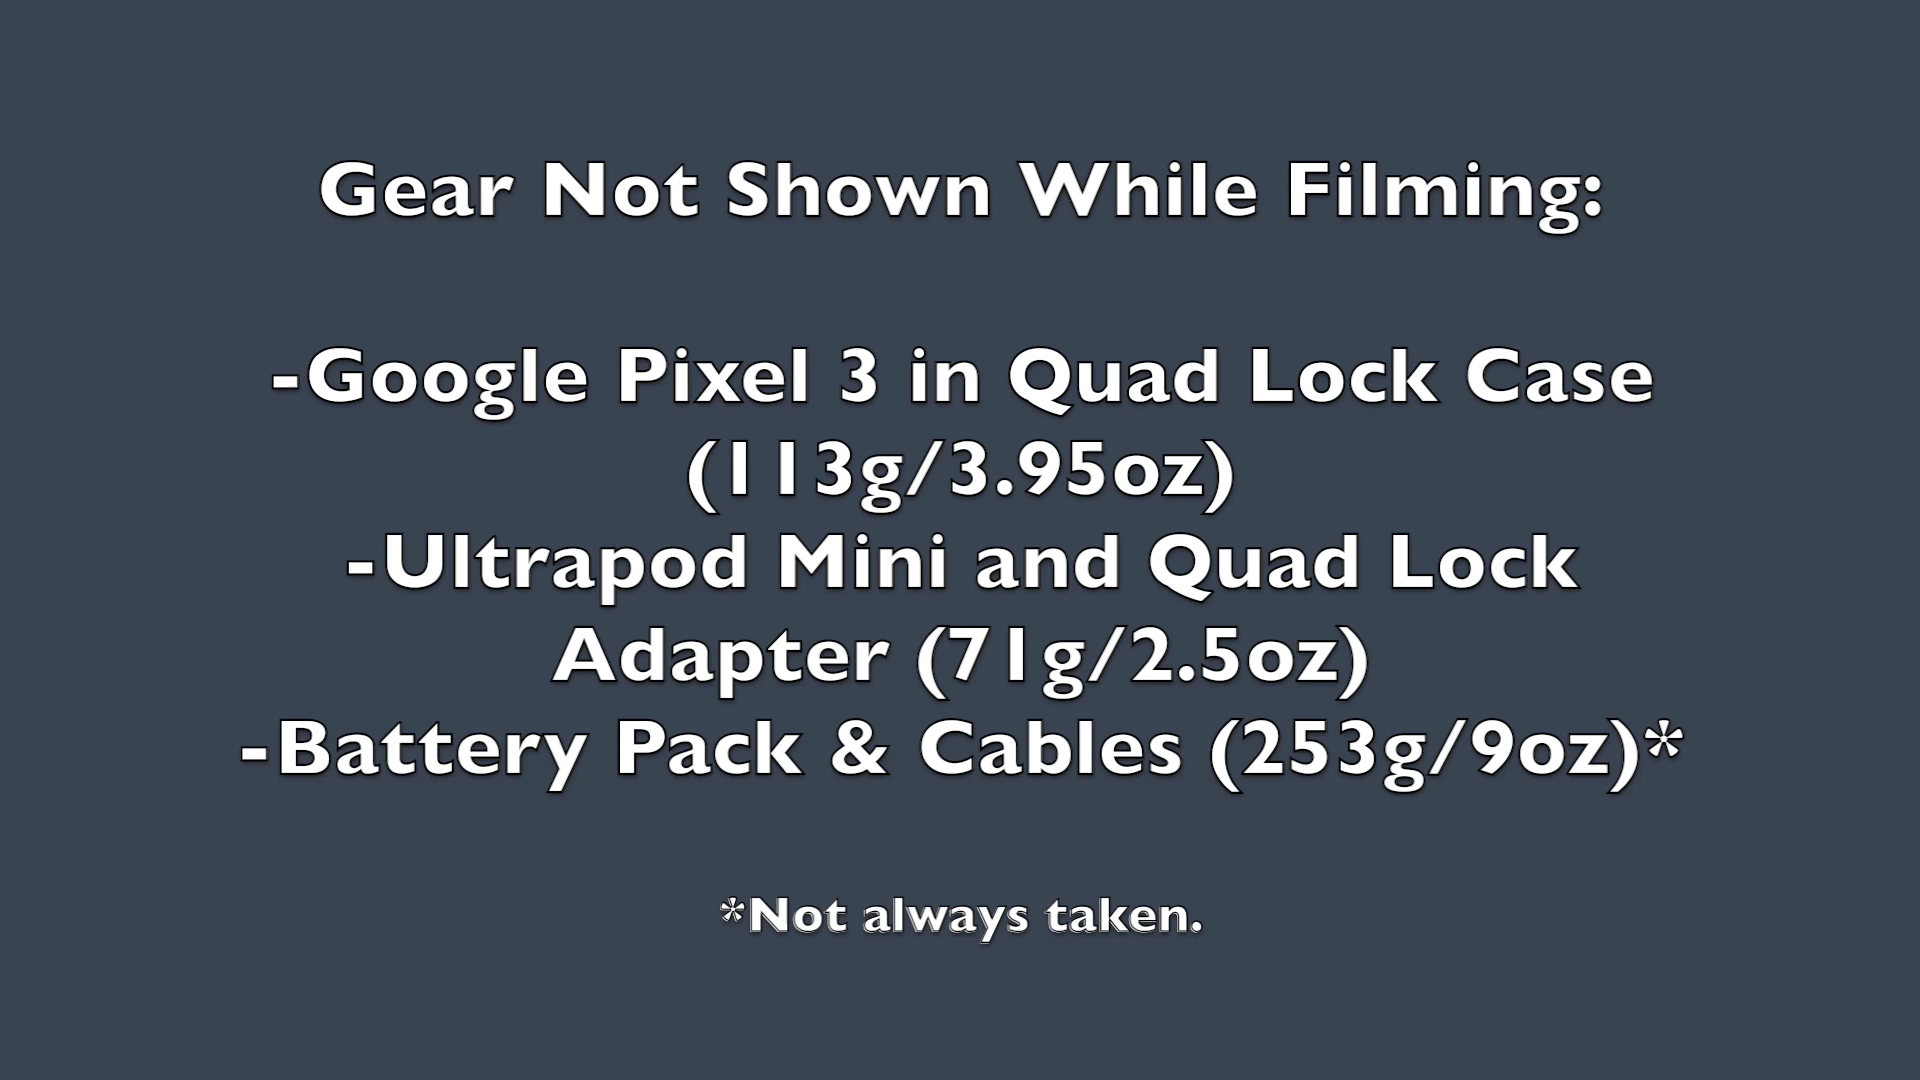 Gear Not Shown While Filming:
-Google Pixel 3 in Quad Lock Case
(113g/3.95oz)
-Ultrapod Mini and Quad Lock
Adapter (71g/2.5oz)
-Battery Pack & Cables (253g/9oz)*
*Not always taken.